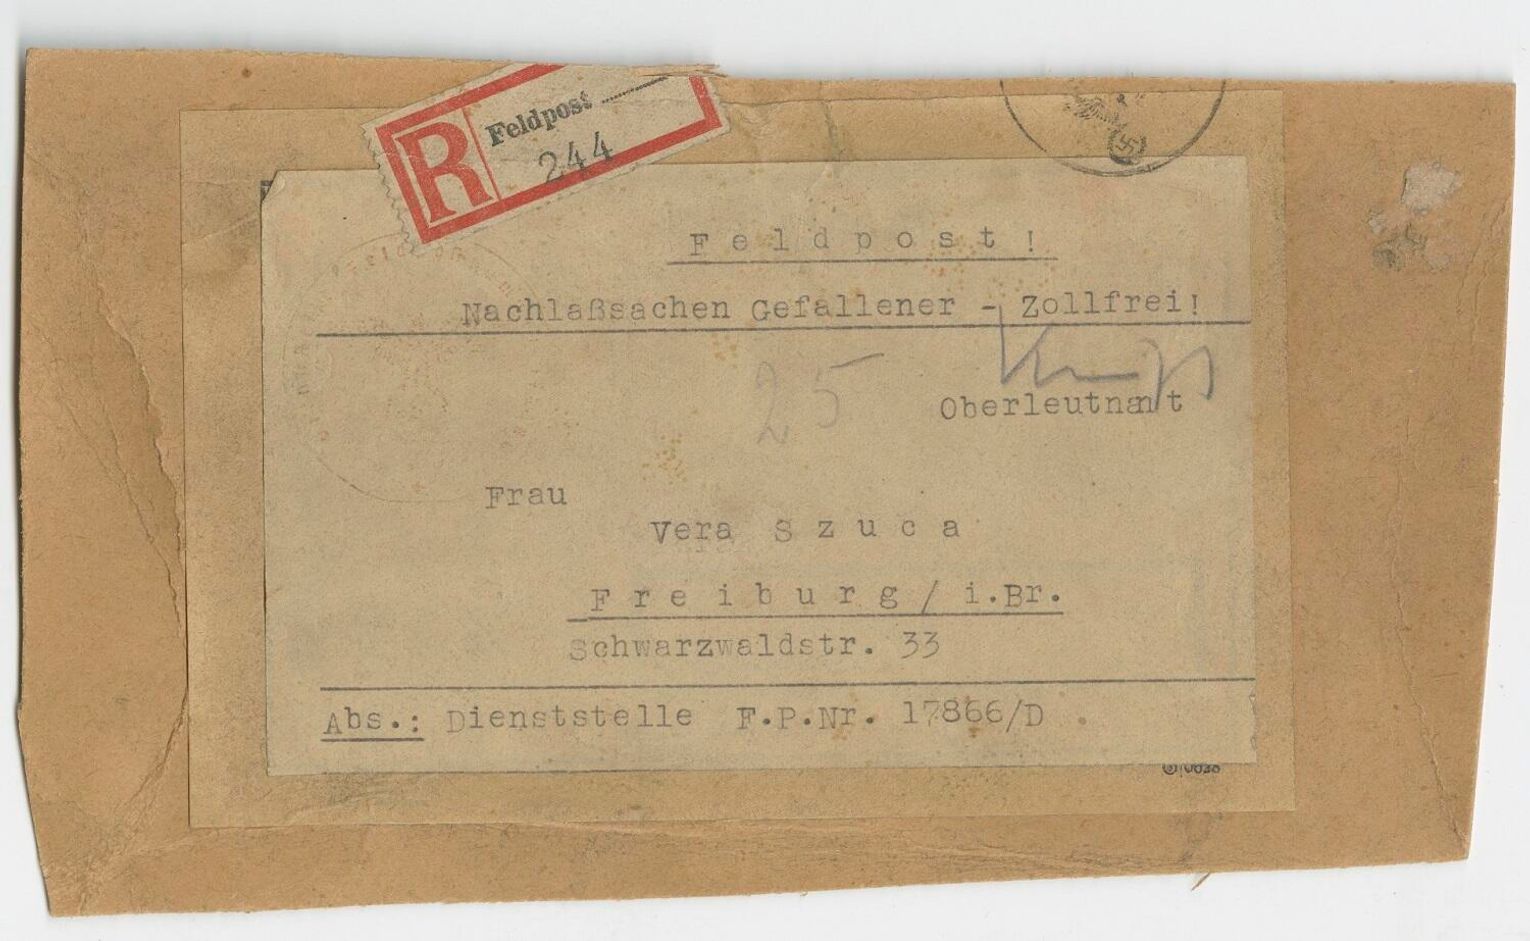 R Feldpost
244
F e l d p o s t !
Nachlaßsachen Gefallener - Zollfrei!
25
Oberleutnant
Frau
Vera S z u c a
F r e i b u r g / i.Br.
Schwarzwaldstr. 33
Abs.: Dienststelle F.P.Nr. 17866/D